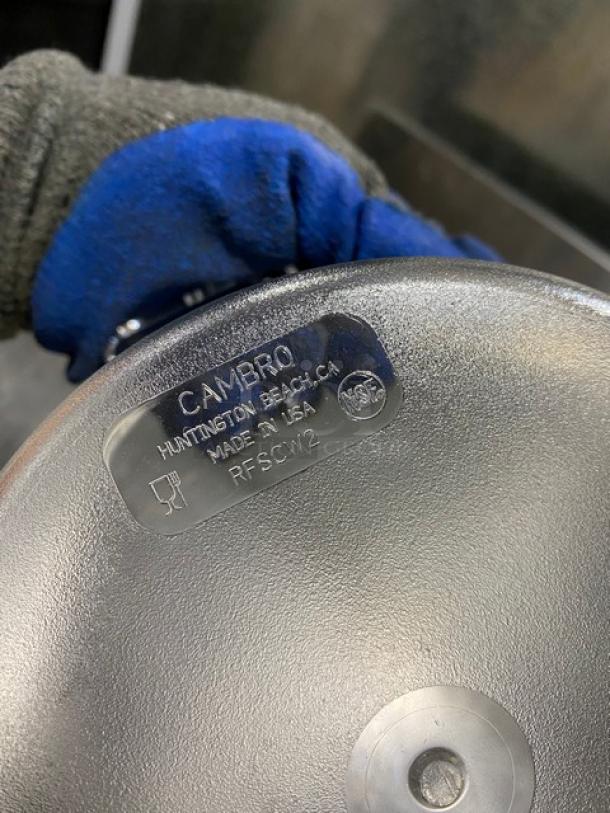 CAMBRO
HUNTINGTON BEACH, CA
MADE IN USA
NSF
RFSCW2